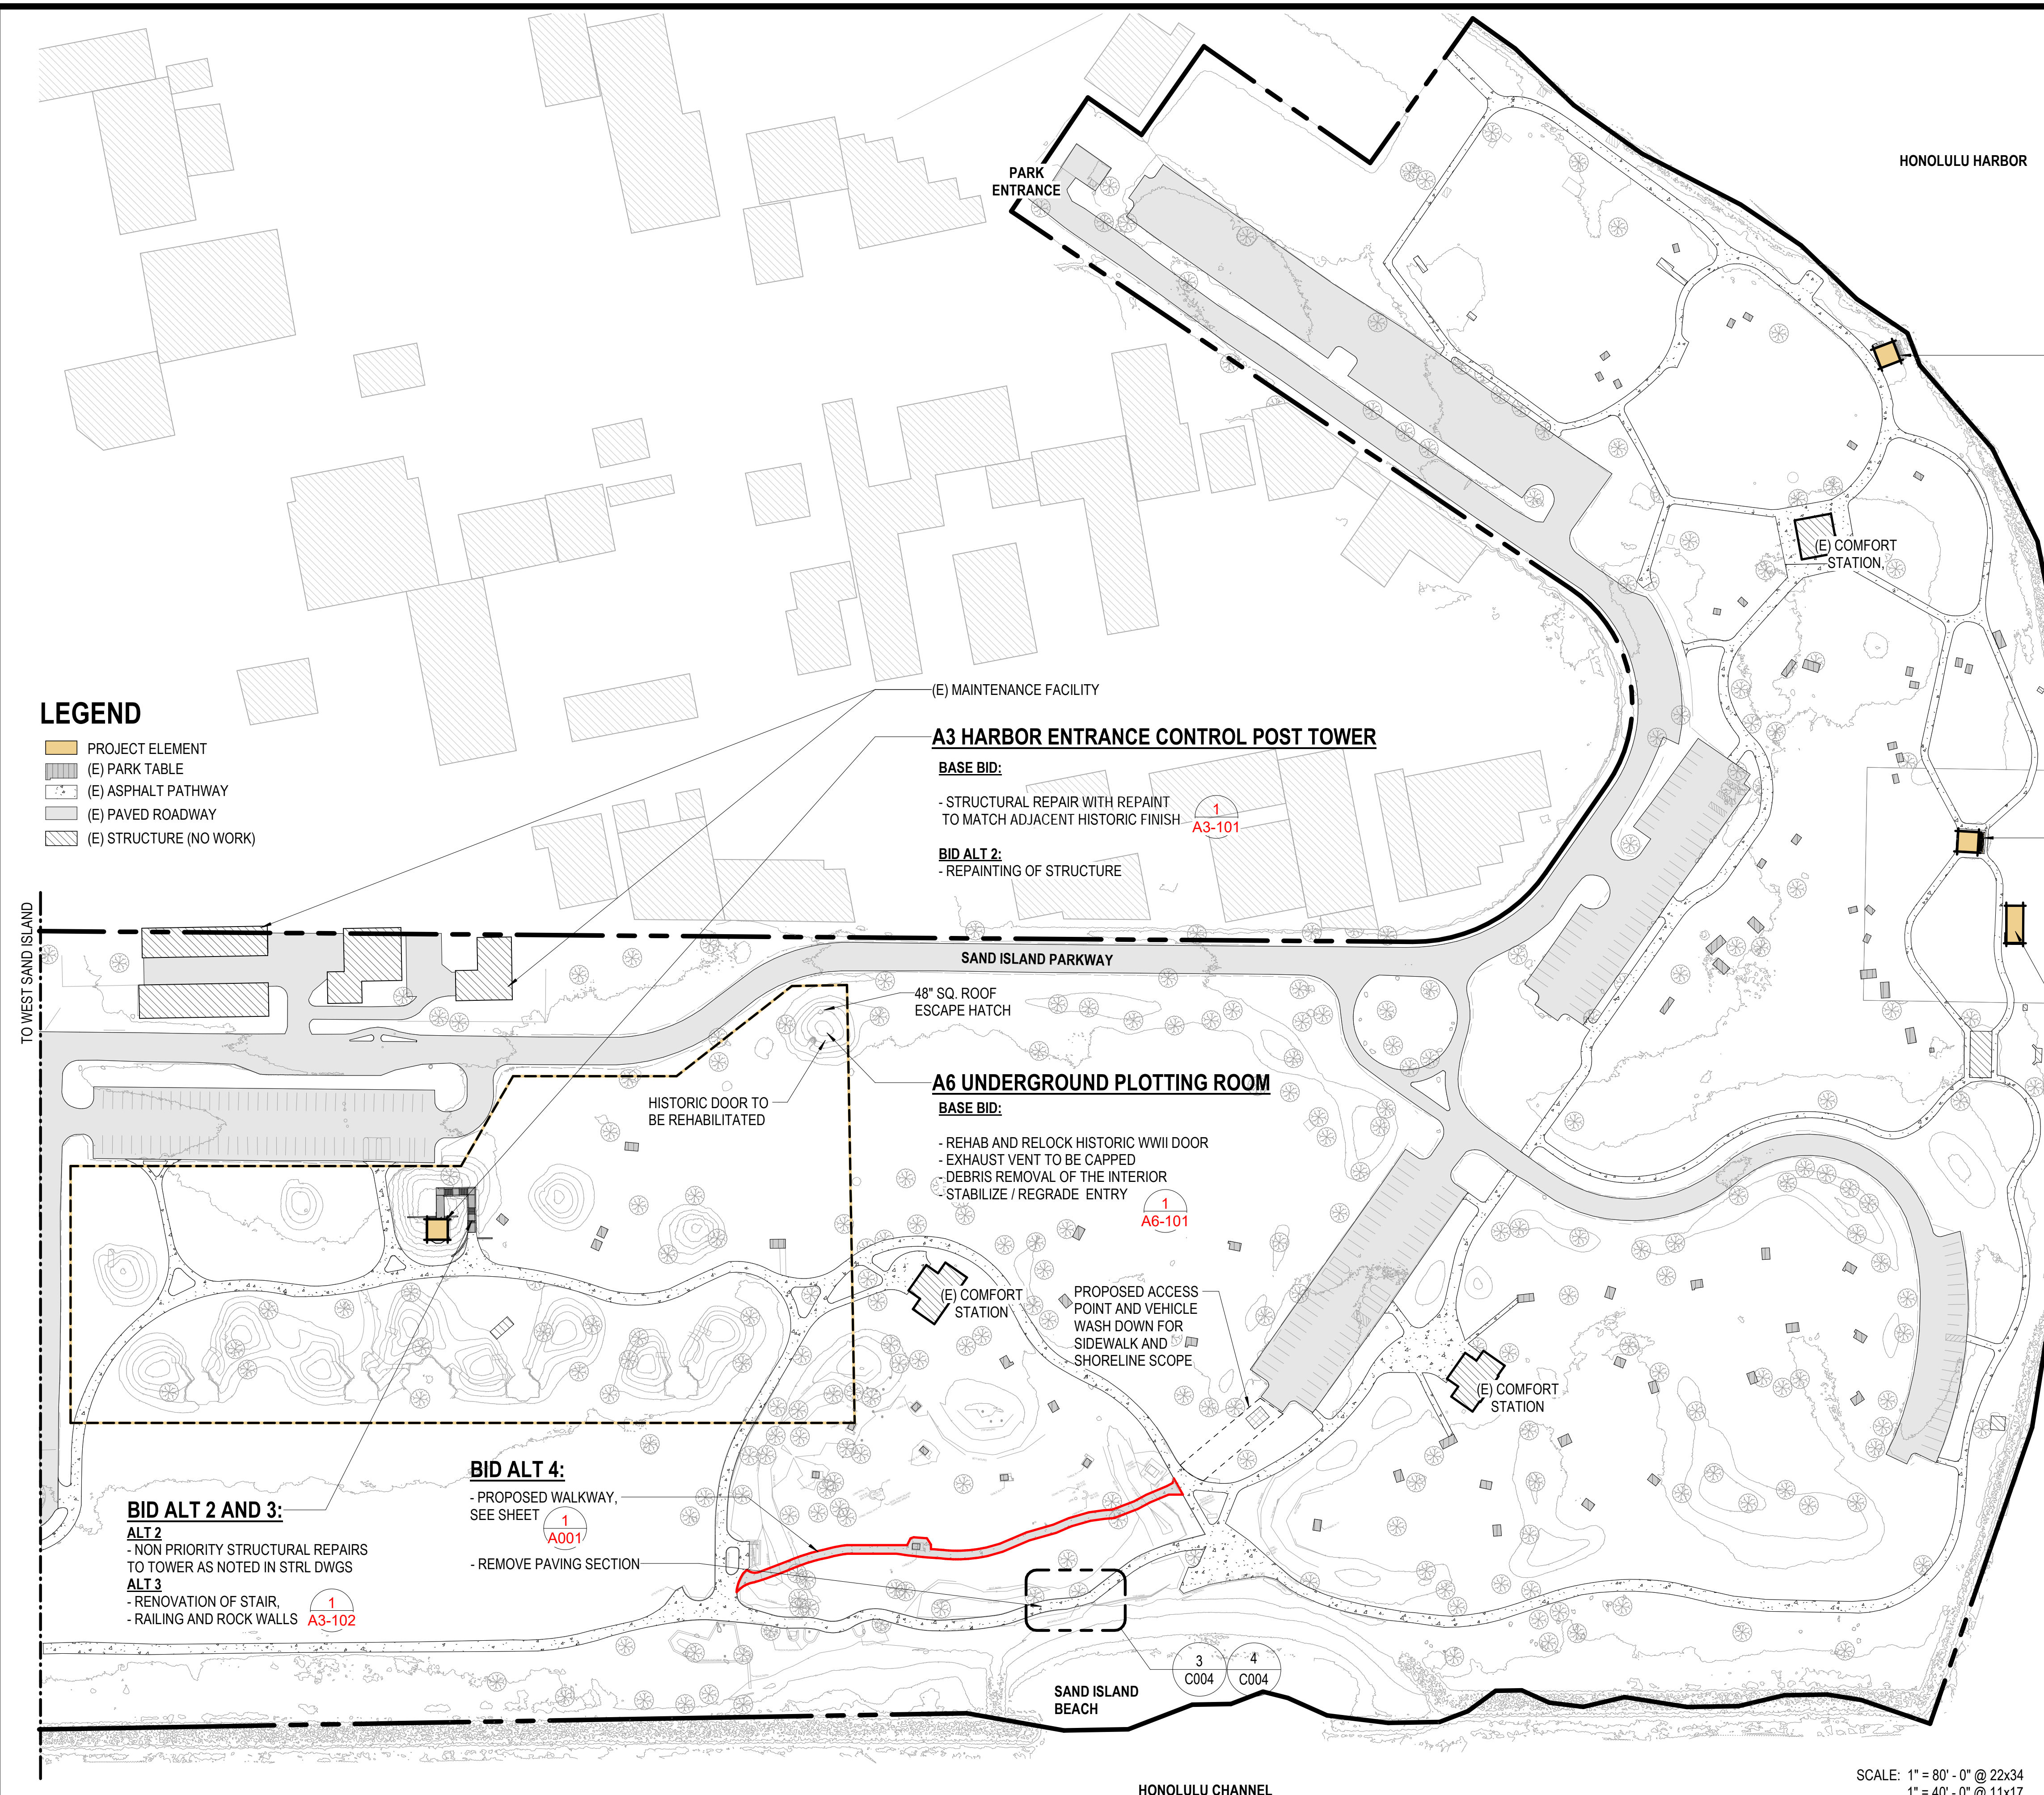 HONOLULU HARBOR
PARK
ENTRANCE
(E) COMFORT
STATION,
(E) MAINTENANCE FACILITY
LEGEND
PROJECT ELEMENT
(E) PARK TABLE
(E) ASPHALT PATHWAY
(E) PAVED ROADWAY
(E) STRUCTURE (NO WORK)
A3 HARBOR ENTRANCE CONTROL POST TOWER
BASE BID:
- STRUCTURAL REPAIR WITH REPAINT
TO MATCH ADJACENT HISTORIC FINISH
1
A3-101
BID ALT 2:
- REPAINTING OF STRUCTURE
TO WEST SAND ISLAND
SAND ISLAND PARKWAY
48" SQ. ROOF
ESCAPE HATCH
HISTORIC DOOR TO
BE REHABILITATED
A6 UNDERGROUND PLOTTING ROOM
BASE BID:
- REHAB AND RELOCK HISTORIC WWII DOOR
- EXHAUST VENT TO BE CAPPED
- DEBRIS REMOVAL OF THE INTERIOR
- STABILIZE / REGRADE ENTRY
1
A6-101
(E) COMFORT
STATION
PROPOSED ACCESS
POINT AND VEHICLE
WASH DOWN FOR
SIDEWALK AND
SHORELINE SCOPE
(E) COMFORT
STATION
BID ALT 4:
- PROPOSED WALKWAY,
SEE SHEET
1
A001
- REMOVE PAVING SECTION
BID ALT 2 AND 3:
ALT 2
- NON PRIORITY STRUCTURAL REPAIRS
TO TOWER AS NOTED IN STRL DWGS
ALT 3
- RENOVATION OF STAIR,
- RAILING AND ROCK WALLS
1
A3-102
3
C004
4
C004
SAND ISLAND
BEACH
HONOLULU CHANNEL
SCALE: 1" = 80' - 0" @ 22x34
1" = 40' - 0" @ 11x17